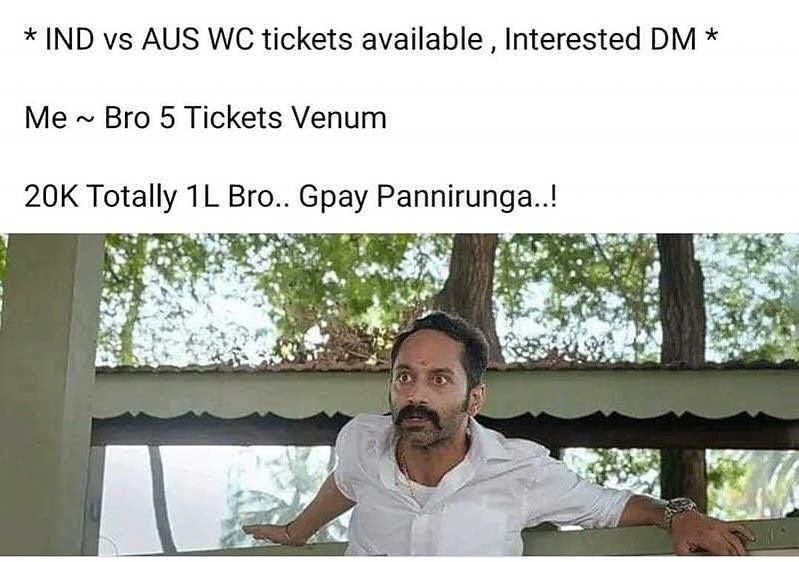 * IND vs AUS WC tickets available , Interested DM *
Me ~ Bro 5 Tickets Venum
20K Totally 1L Bro.. Gpay Pannirunga..!